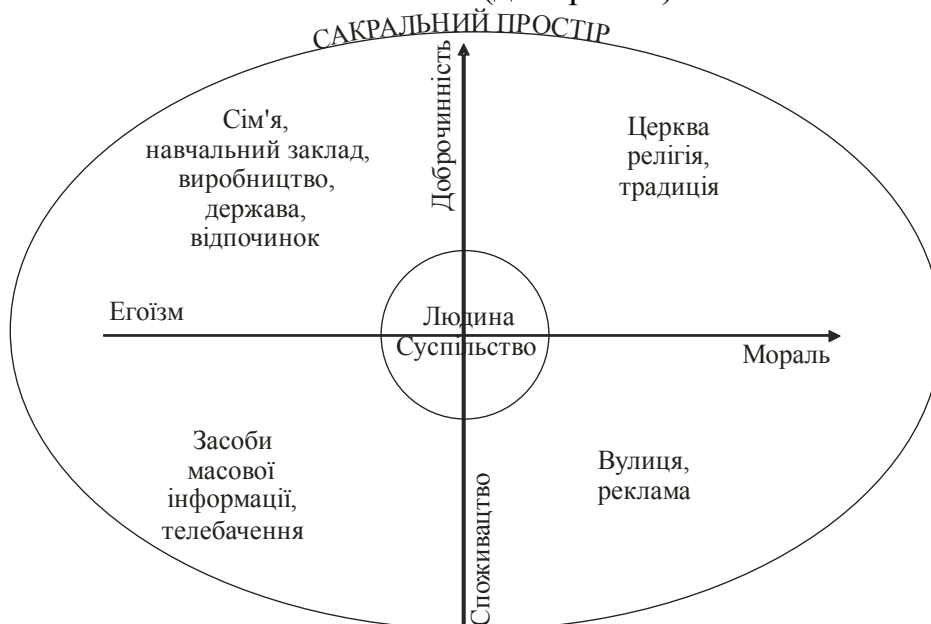 САКРАЛЬНИЙ ПРОСТІР
Доброчинність
Сім'я,
навчальний заклад,
виробництво,
держава,
відпочинок
Церква
релігія,
традиція
Егоїзм
Людина
Суспільство
Мораль
Засоби
масової
інформації,
телебачення
Вулиця,
реклама
Споживацтво